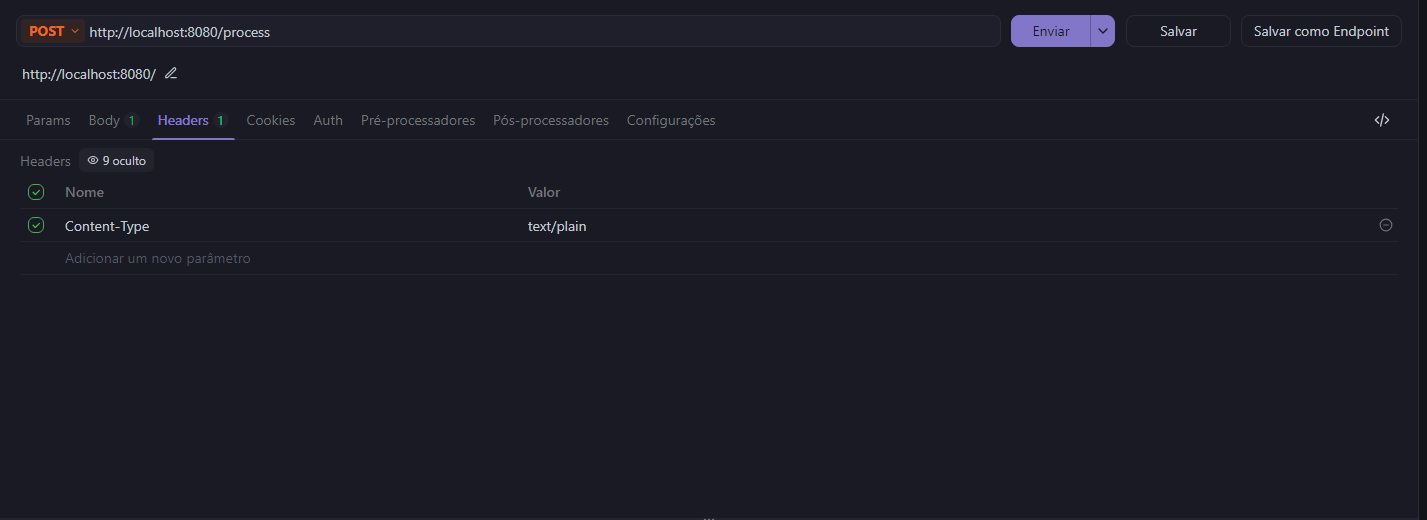 POST http://localhost:8080/process Enviar Salvar Salvar como Endpoint
http://localhost:8080/
Params Body 1 Headers 1 Cookies Auth Pré-processadores Pós-processadores Configurações </>
Headers 9 oculto
Nome Valor
Content-Type text/plain
Adicionar um novo parâmetro